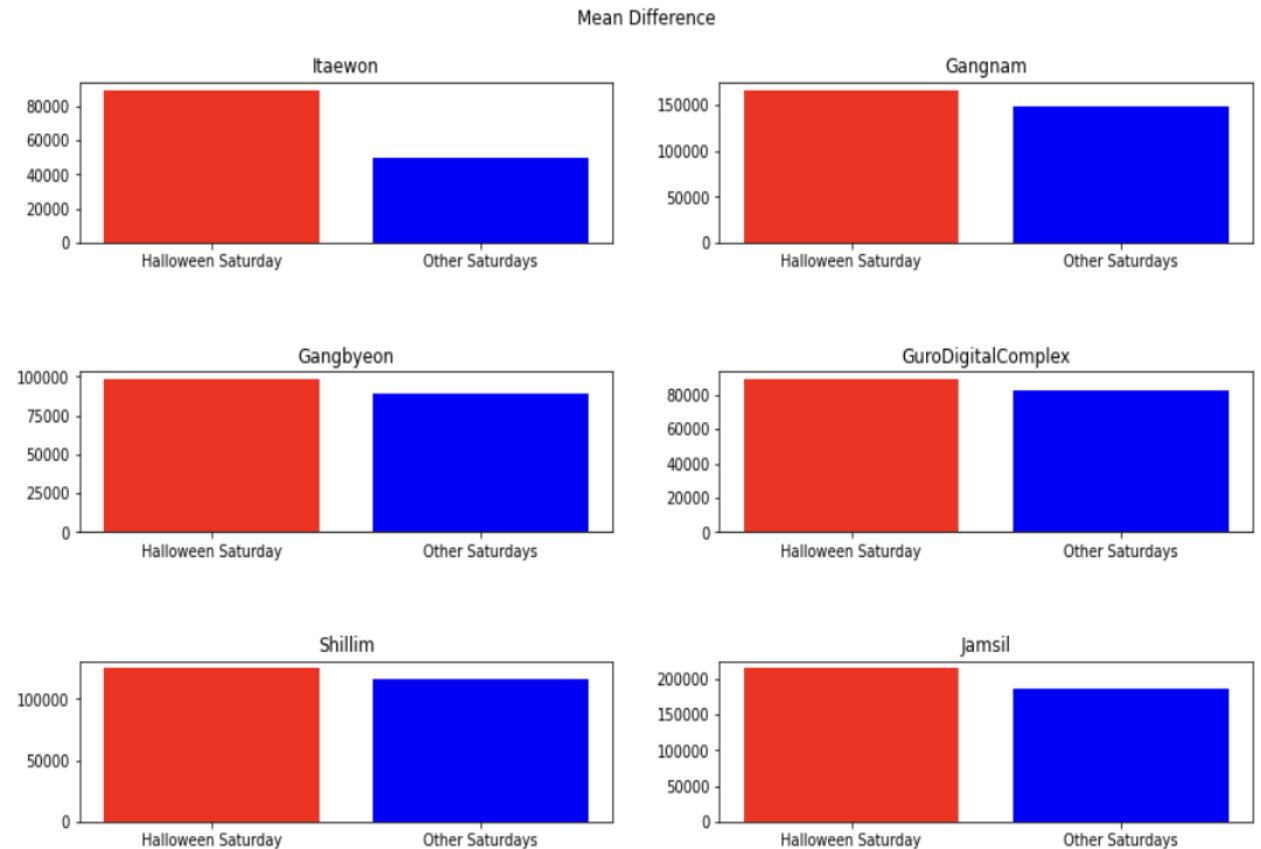 Mean Difference
Itaewon
80000
60000
40000
20000
0
Halloween Saturday
Other Saturdays
Gangnam
150000
100000
50000
0
Halloween Saturday
Other Saturdays
Gangbyeon
100000
75000
50000
25000
0
Halloween Saturday
Other Saturdays
GuroDigitalComplex
80000
60000
40000
20000
0
Halloween Saturday
Other Saturdays
Shillim
100000
50000
0
Halloween Saturday
Other Saturdays
Jamsil
200000
150000
100000
50000
0
Halloween Saturday
Other Saturdays